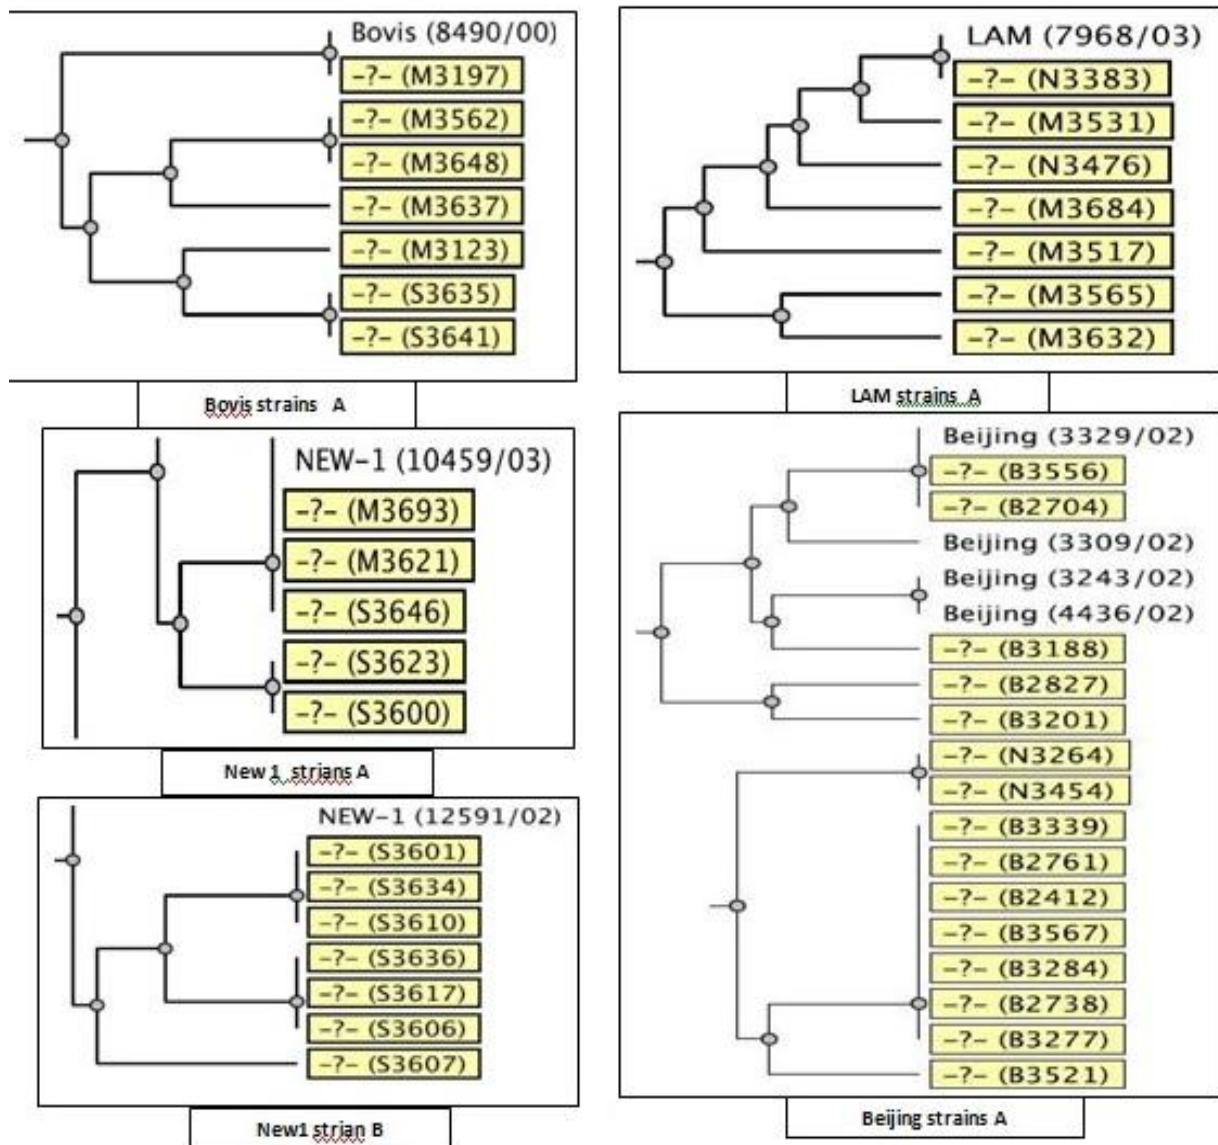 Bovis (8490/00)
-?- (M3197)
-?- (M3562)
-?- (M3648)
-?- (M3637)
-?- (M3123)
-?- (S3635)
-?- (S3641)
Bovis strains A
LAM (7968/03)
-?- (N3383)
-?- (M3531)
-?- (N3476)
-?- (M3684)
-?- (M3517)
-?- (M3565)
-?- (M3632)
LAM strains A
NEW-1 (10459/03)
-?- (M3693)
-?- (M3621)
-?- (S3646)
-?- (S3623)
-?- (S3600)
New 1 strians A
NEW-1 (12591/02)
-?- (S3601)
-?- (S3634)
-?- (S3610)
-?- (S3636)
-?- (S3617)
-?- (S3606)
-?- (S3607)
New1 strian B
Beijing (3329/02)
-?- (B3556)
-?- (B2704)
Beijing (3309/02)
Beijing (3243/02)
Beijing (4436/02)
-?- (B3188)
-?- (B2827)
-?- (B3201)
-?- (N3264)
-?- (N3454)
-?- (B3339)
-?- (B2761)
-?- (B2412)
-?- (B3567)
-?- (B3284)
-?- (B2738)
-?- (B3277)
-?- (B3521)
Beijing strains A